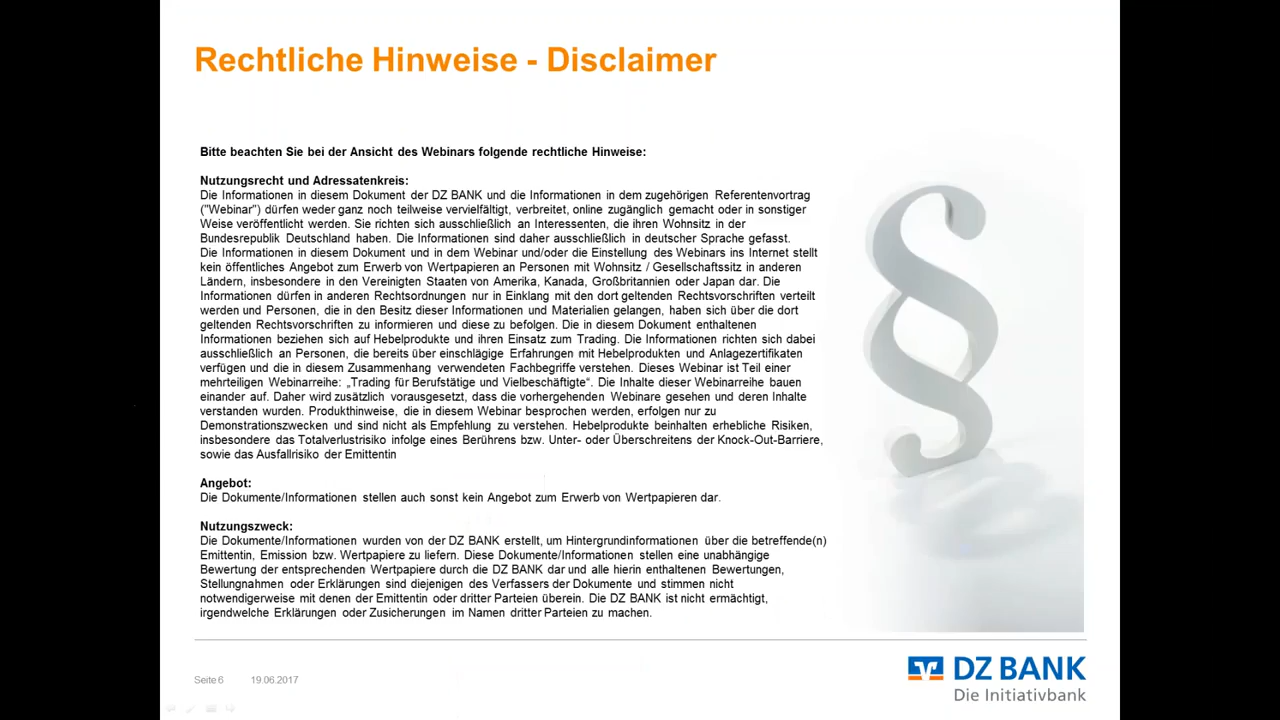 Rechtliche Hinweise - Disclaimer
Bitte beachten Sie bei der Ansicht des Webinars folgende rechtliche Hinweise:
Nutzungsrecht und Adressatenkreis:
Die Informationen in diesem Dokument der DZ BANK und die Informationen in dem zugehörigen Referentenvortrag
("Webinar") dürfen weder ganz noch teilweise vervielfältigt, verbreitet, online zugänglich gemacht oder in sonstiger
Weise veröffentlicht werden. Sie richten sich ausschließlich an Interessenten, die ihren Wohnsitz in der
Bundesrepublik Deutschland haben. Die Informationen sind daher ausschließlich in deutscher Sprache gefasst.
Die Informationen in diesem Dokument und in dem Webinar und/oder die Einstellung des Webinars ins Internet stellt
kein öffentliches Angebot zum Erwerb von Wertpapieren an Personen mit Wohnsitz / Gesellschaftssitz in anderen
Ländern, insbesondere in den Vereinigten Staaten von Amerika, Kanada, Großbritannien oder Japan dar. Die
Informationen dürfen in anderen Rechtsordnungen nur in Einklang mit den dort geltenden Rechtsvorschriften verteilt
werden und Personen, die in den Besitz dieser Informationen und Materialien gelangen, haben sich über die dort
geltenden Rechtsvorschriften zu informieren und diese zu befolgen. Die in diesem Dokument enthaltenen
Informationen beziehen sich auf Hebelprodukte und ihren Einsatz zum Trading. Die Informationen richten sich dabei
ausschließlich an Personen, die bereits über einschlägige Erfahrungen mit Hebelprodukten und Anlagezertifikaten
verfügen und die in diesem Zusammenhang verwendeten Fachbegriffe verstehen. Dieses Webinar ist Teil einer
mehrteiligen Webinarreihe: „Trading für Berufstätige und Vielbeschäftigte“. Die Inhalte dieser Webinarreihe bauen
einander auf. Daher wird zusätzlich vorausgesetzt, dass die vorhergehenden Webinare gesehen und deren Inhalte
verstanden wurden. Produkthinweise, die in diesem Webinar besprochen werden, erfolgen nur zu
Demonstrationszwecken und sind nicht als Empfehlung zu verstehen. Hebelprodukte beinhalten erhebliche Risiken,
insbesondere das Totalverlustrisiko infolge eines Berührens bzw. Unter- oder Überschreitens der Knock-Out-Barriere,
sowie das Ausfallrisiko der Emittentin
Angebot:
Die Dokumente/Informationen stellen auch sonst kein Angebot zum Erwerb von Wertpapieren dar.
Nutzungszweck:
Die Dokumente/Informationen wurden von der DZ BANK erstellt, um Hintergrundinformationen über die betreffende(n)
Emittentin, Emission bzw. Wertpapiere zu liefern. Diese Dokumente/Informationen stellen eine unabhängige
Bewertung der entsprechenden Wertpapiere durch die DZ BANK dar und alle hierin enthaltenen Bewertungen,
Stellungnahmen oder Erklärungen sind diejenigen des Verfassers der Dokumente und stimmen nicht
notwendigerweise mit denen der Emittentin oder dritter Parteien überein. Die DZ BANK ist nicht ermächtigt,
irgendwelche Erklärungen oder Zusicherungen im Namen dritter Parteien zu machen.
§
Seite 6 19.06.2017
DZ BANK
Die Initiativbank